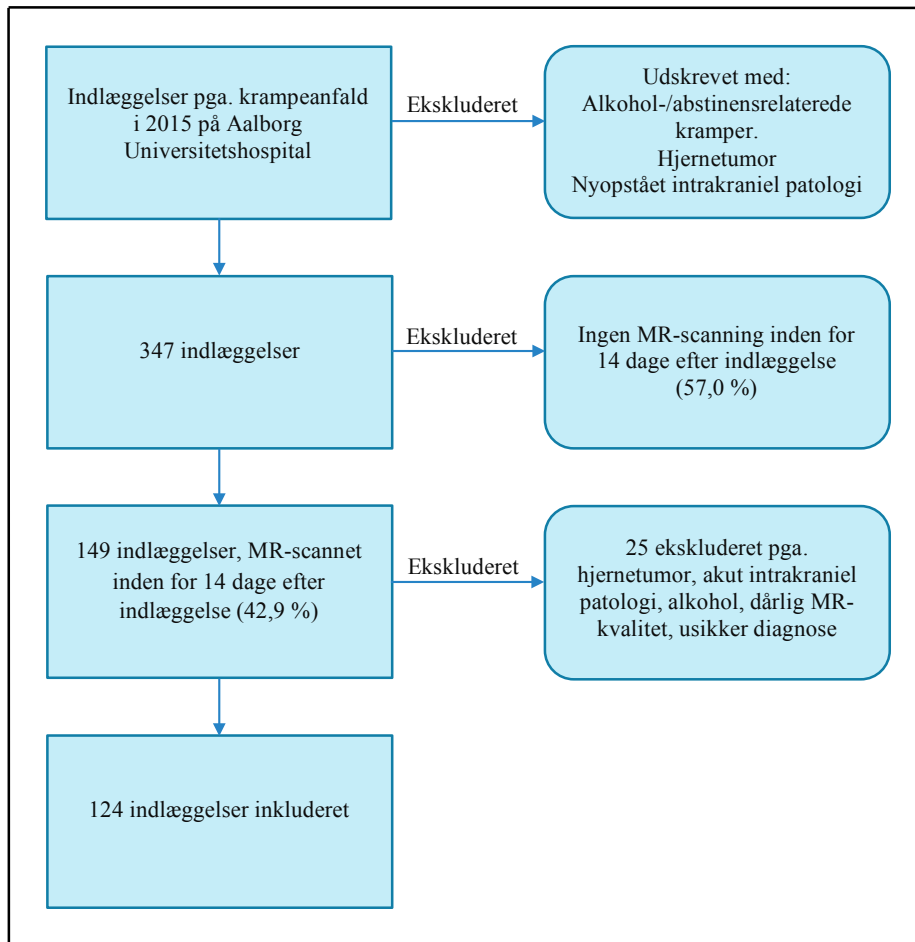 Indlæggelser pga. krampeanfald
i 2015 på Aalborg
Universitetshospital
Ekskluderet
Udskrevet med:
Alkohol-/abstinensrelaterede
kramper.
Hjernetumor
Nyopstået intrakraniel patologi
347 indlæggelser
Ekskluderet
Ingen MR-scanning inden for
14 dage efter indlæggelse
(57,0 %)
149 indlæggelser, MR-scannet
inden for 14 dage efter
indlæggelse (42,9 %)
Ekskluderet
25 ekskluderet pga.
hjernetumor, akut intrakraniel
patologi, alkohol, dårlig MR-
kvalitet, usikker diagnose
124 indlæggelser inkluderet